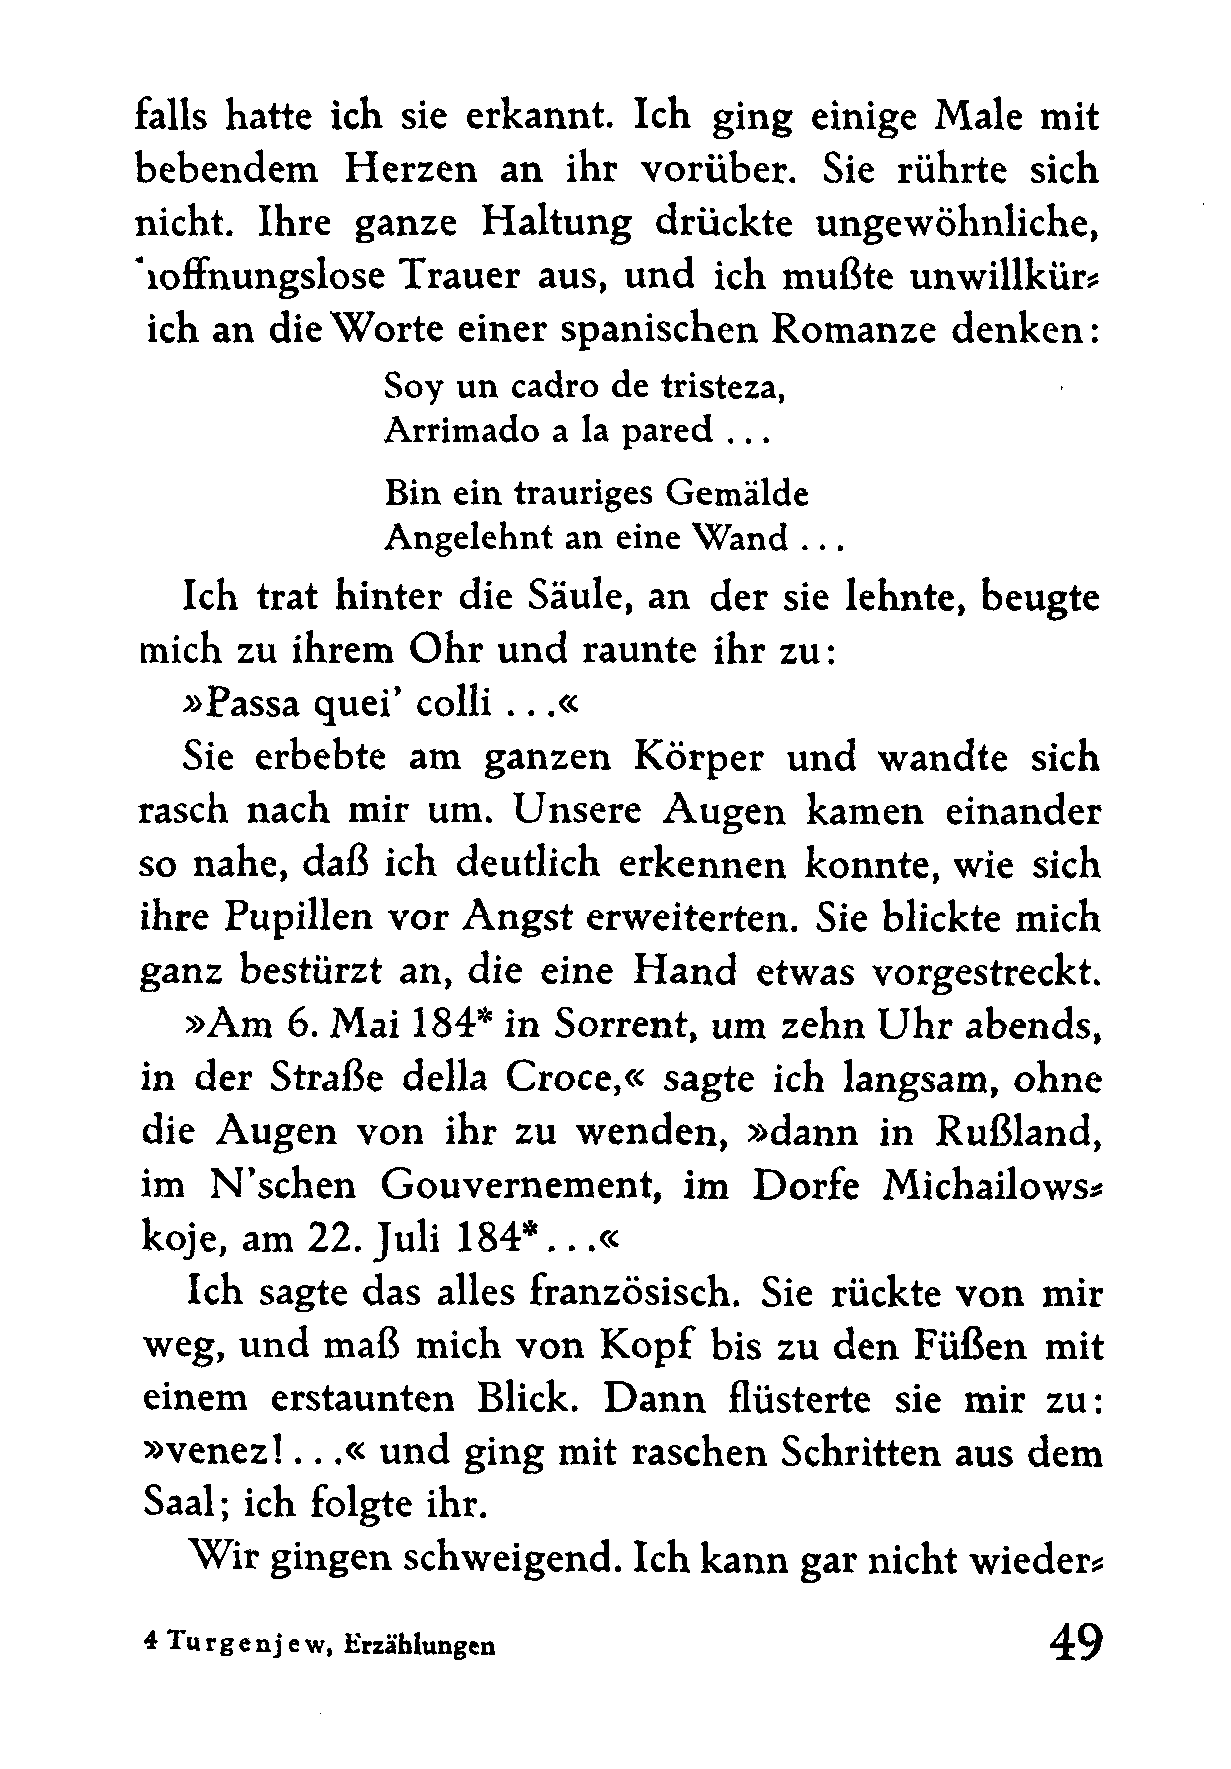 falls hatte ich sie erkannt. Ich ging einige Male mit
bebendem Herzen an ihr vorüber. Sie rührte sich
nicht. Ihre ganze Haltung drückte ungewöhnliche,
hoffnungslose Trauer aus, und ich mußte unwillkür⸗
ich an die Worte einer spanischen Romanze denken:
Soy un cadro de tristeza,
Arrimado a la pared ...
Bin ein trauriges Gemälde
Angelehnt an eine Wand ...
Ich trat hinter die Säule, an der sie lehnte, beugte
mich zu ihrem Ohr und raunte ihr zu:
»Passa quei’ colli ...«
Sie erbebte am ganzen Körper und wandte sich
rasch nach mir um. Unsere Augen kamen einander
so nahe, daß ich deutlich erkennen konnte, wie sich
ihre Pupillen vor Angst erweiterten. Sie blickte mich
ganz bestürzt an, die eine Hand etwas vorgestreckt.
»Am 6. Mai 184* in Sorrent, um zehn Uhr abends,
in der Straße della Croce,« sagte ich langsam, ohne
die Augen von ihr zu wenden, »dann in Rußland,
im N’schen Gouvernement, im Dorfe Michailows⸗
koje, am 22. Juli 184*...«
Ich sagte das alles französisch. Sie rückte von mir
weg, und maß mich von Kopf bis zu den Füßen mit
einem erstaunten Blick. Dann flüsterte sie mir zu:
»venez!...« und ging mit raschen Schritten aus dem
Saal; ich folgte ihr.
Wir gingen schweigend. Ich kann gar nicht wieder⸗
4 Turgenjew, Erzählungen 49